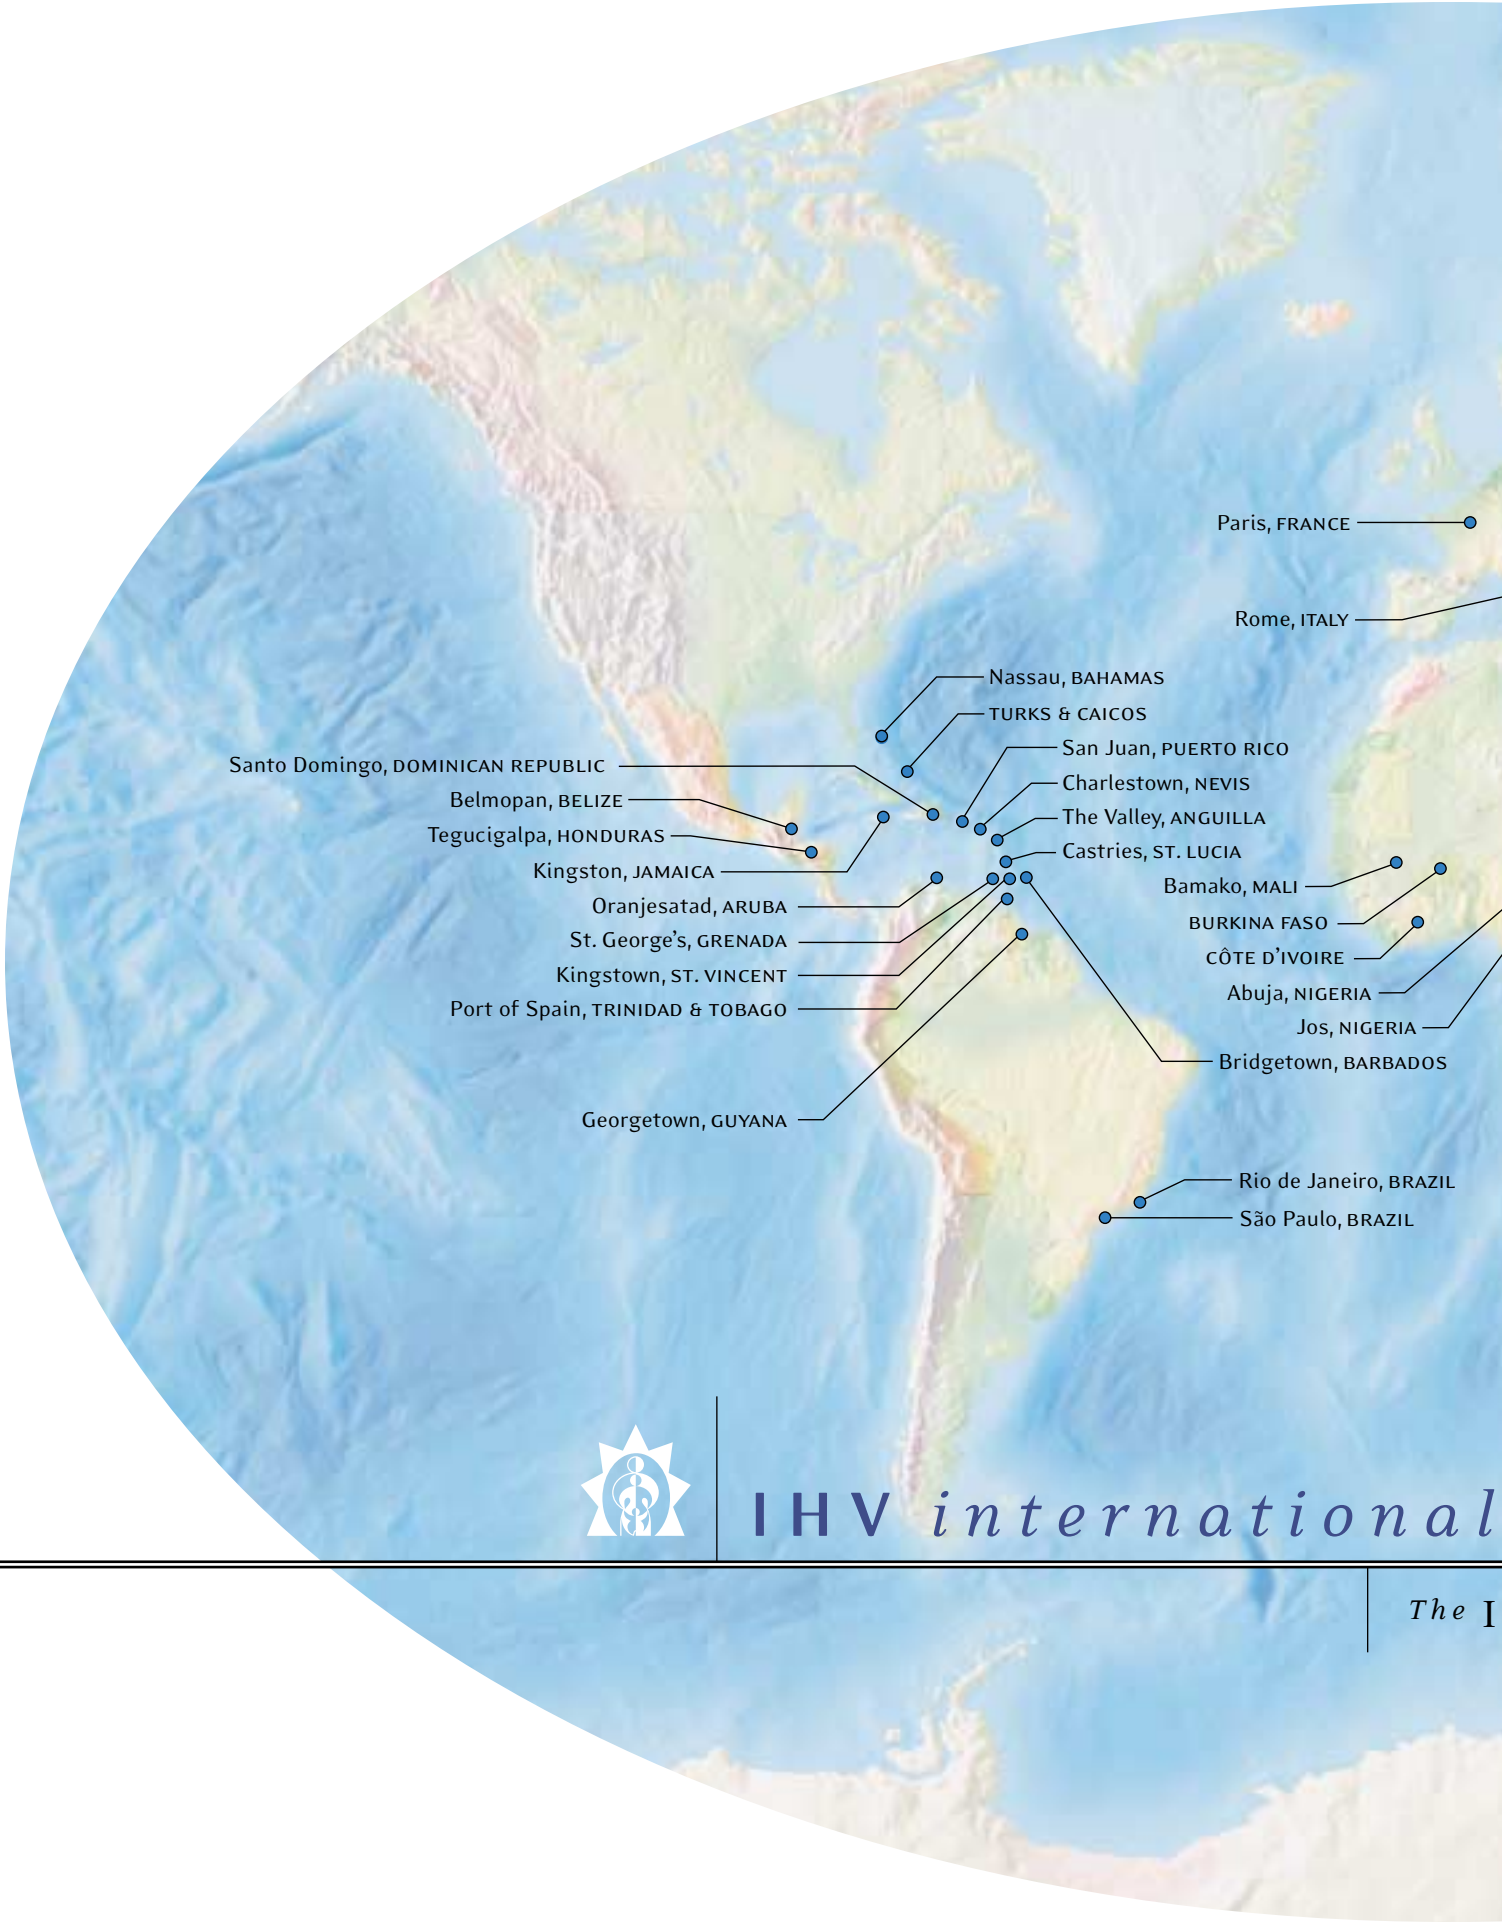 Paris, FRANCE
Rome, ITALY
Nassau, BAHAMAS
TURKS & CAICOS
San Juan, PUERTO RICO
Santo Domingo, DOMINICAN REPUBLIC
Charlestown, NEVIS
Belmopan, BELIZE
The Valley, ANGUILLA
Tegucigalpa, HONDURAS
Castries, ST. LUCIA
Kingston, JAMAICA
Bamako, MALI
Oranjesatad, ARUBA
BURKINA FASO
St. George's, GRENADA
CÔTE D'IVOIRE
Kingstown, ST. VINCENT
Abuja, NIGERIA
Port of Spain, TRINIDAD & TOBAGO
Jos, NIGERIA
Bridgetown, BARBADOS
Georgetown, GUYANA
Rio de Janeiro, BRAZIL
São Paulo, BRAZIL
IHV international
The I